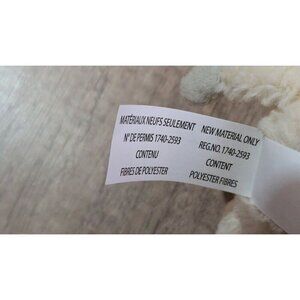 MATÉRIAUX NEUFS SEULEMENT
N° DE PERMIS 1740-2593
CONTENU
FIBRES DE POLYESTER
NEW MATERIAL ONLY
REG.NO. 1740-2593
CONTENT
POLYESTER FIBRES